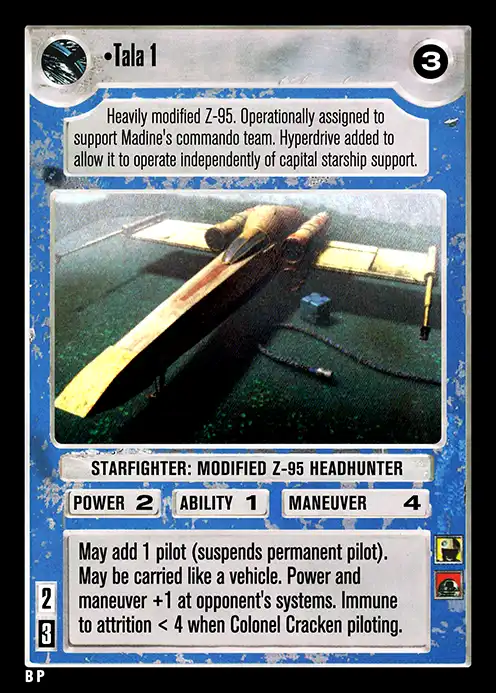 •Tala 1
3
Heavily modified Z-95. Operationally assigned to
support Madine's commando team. Hyperdrive added to
allow it to operate independently of capital starship support.
STARFIGHTER: MODIFIED Z-95 HEADHUNTER
POWER 2 ABILITY 1 MANEUVER 4
May add 1 pilot (suspends permanent pilot).
May be carried like a vehicle. Power and
maneuver +1 at opponent's systems. Immune
to attrition < 4 when Colonel Cracken piloting.
2
3
B P